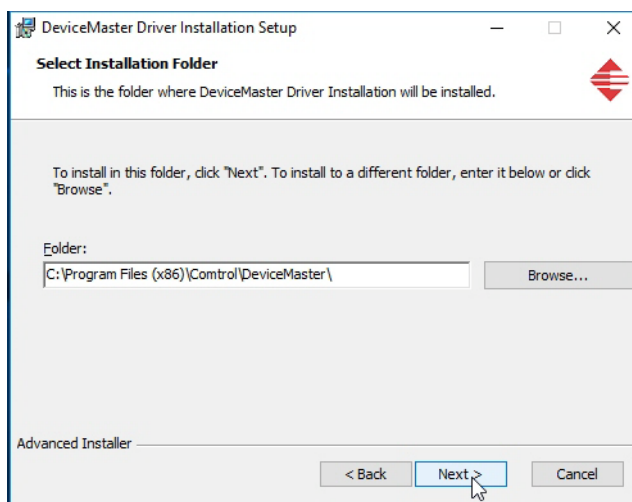 DeviceMaster Driver Installation Setup
Select Installation Folder
This is the folder where DeviceMaster Driver Installation will be installed.
To install in this folder, click "Next". To install to a different folder, enter it below or click
"Browse".
Folder:
C:\Program Files (x86)\Comtrol\DeviceMaster\
Browse...
Advanced Installer
< Back
Next >
Cancel